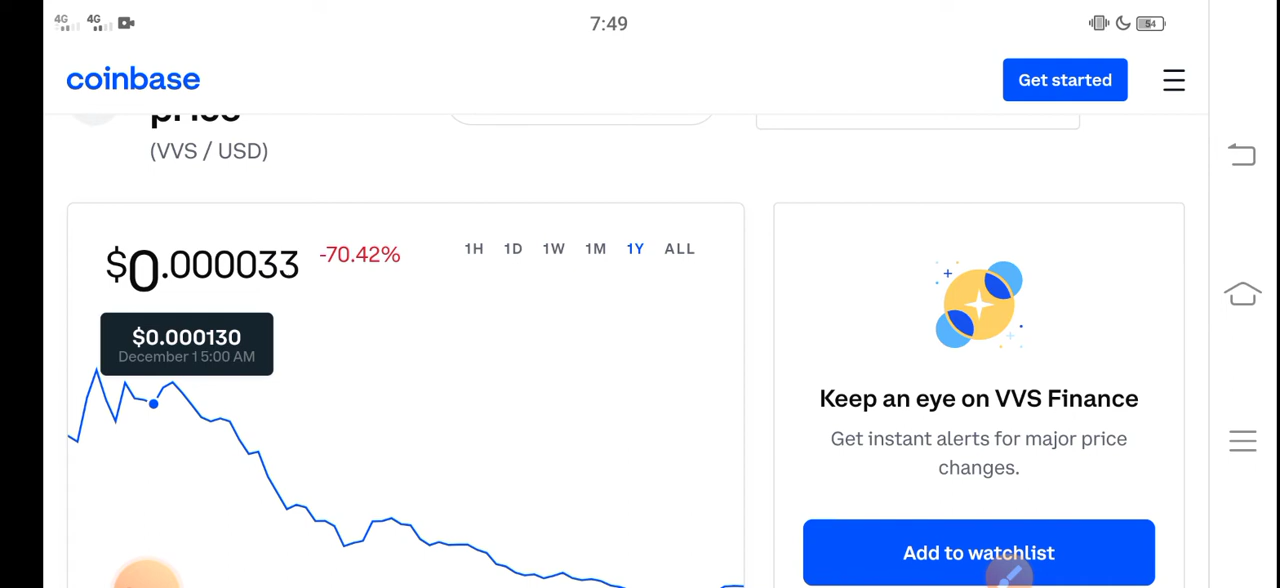 4G 4G 7:49 54
coinbase Get started
price
(VVS / USD)
$0.000033 -70.42% 1H 1D 1W 1M 1Y ALL
$0.000130
December 1 5:00 AM
Keep an eye on VVS Finance
Get instant alerts for major price
changes.
Add to watchlist